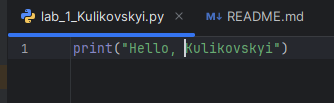 lab_1_Kulikovskyi.py × M↓ README.md
1 print("Hello, Kulikovskyi")